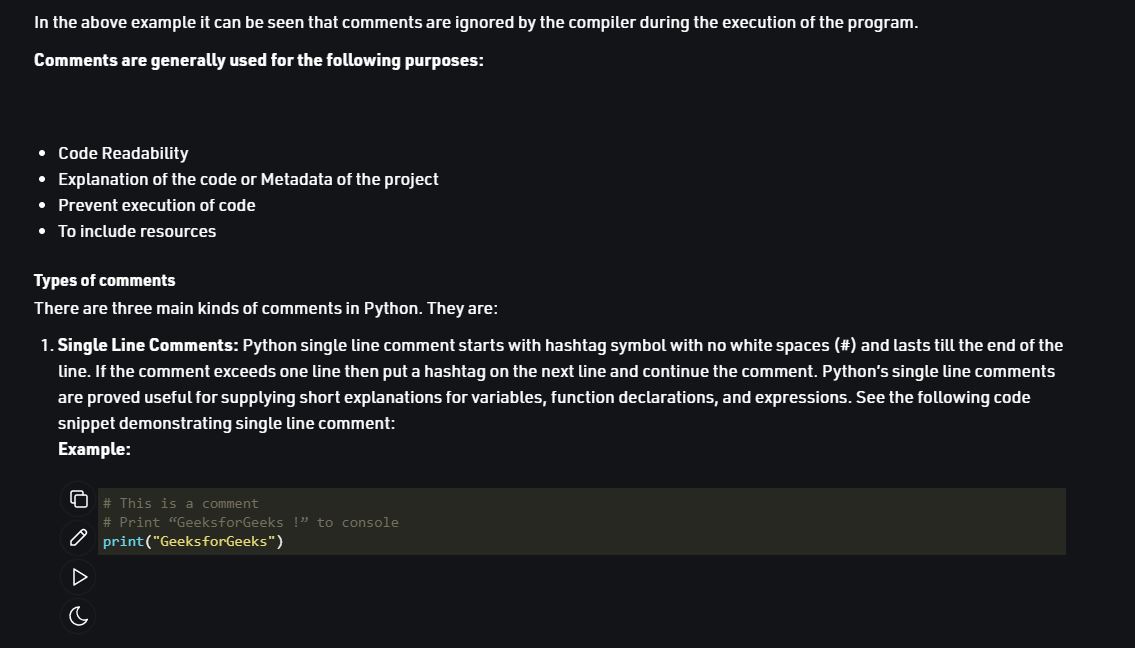 In the above example it can be seen that comments are ignored by the compiler during the execution of the program.
Comments are generally used for the following purposes:
• Code Readability
• Explanation of the code or Metadata of the project
• Prevent execution of code
• To include resources
Types of comments
There are three main kinds of comments in Python. They are:
1. Single Line Comments: Python single line comment starts with hashtag symbol with no white spaces (#) and lasts till the end of the
line. If the comment exceeds one line then put a hashtag on the next line and continue the comment. Python’s single line comments
are proved useful for supplying short explanations for variables, function declarations, and expressions. See the following code
snippet demonstrating single line comment:
Example:
# This is a comment
# Print “GeeksforGeeks !” to console
print("GeeksforGeeks")